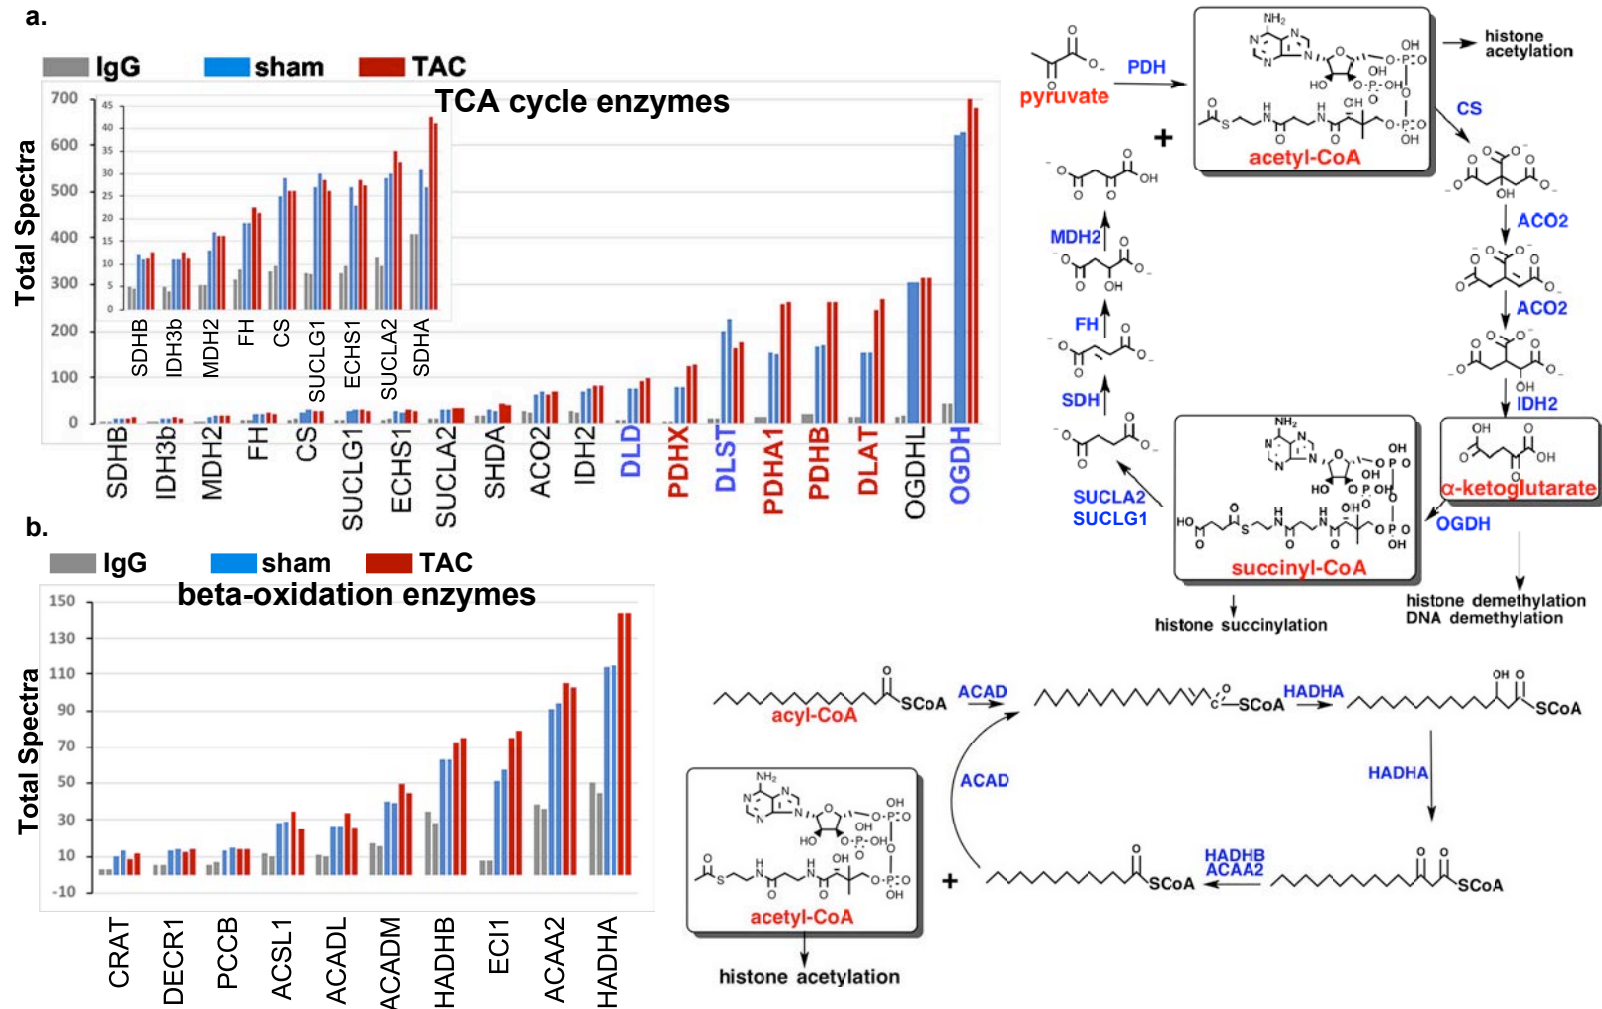 a.
IgG
sham
TAC
TCA cycle enzymes
Total Spectra
700
600
500
400
300
200
100
0
45
40
35
30
25
20
15
10
5
0
SDHB
IDH3b
MDH2
FH
CS
SUCLG1
ECHS1
SUCLA2
SDHA
SDHB
IDH3b
MDH2
FH
CS
SUCLG1
ECHS1
SUCLA2
SHDA
ACO2
IDH2
DLD
PDHX
DLST
PDHA1
PDHB
DLAT
OGDHL
OGDH
pyruvate
PDH
+
acetyl-CoA
histone
acetylation
CS
ACO2
ACO2
IDH2
α-ketoglutarate
OGDH
histone demethylation
DNA demethylation
succinyl-CoA
histone succinylation
SUCLA2
SUCLG1
SDH
FH
MDH2
b.
IgG
sham
TAC
beta-oxidation enzymes
Total Spectra
150
130
110
90
70
50
30
10
-10
CRAT
DECR1
PCCB
ACSL1
ACADL
ACADM
HADHB
ECI1
ACAA2
HADHA
acyl-CoA
SCoA
ACAD
SCoA
HADHA
SCoA
HADHA
SCoA
HADHB
ACAA2
SCoA
ACAD
+
acetyl-CoA
histone acetylation